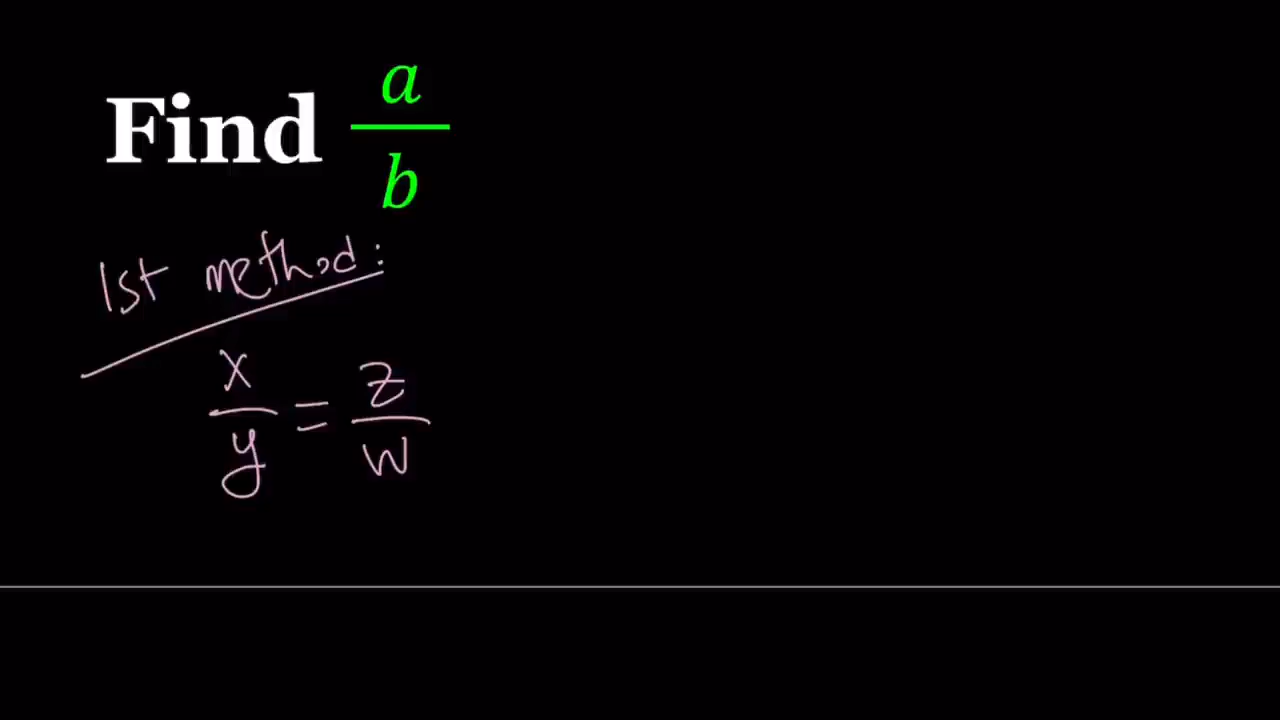 Find a/b
1st method:
x/y = z/w